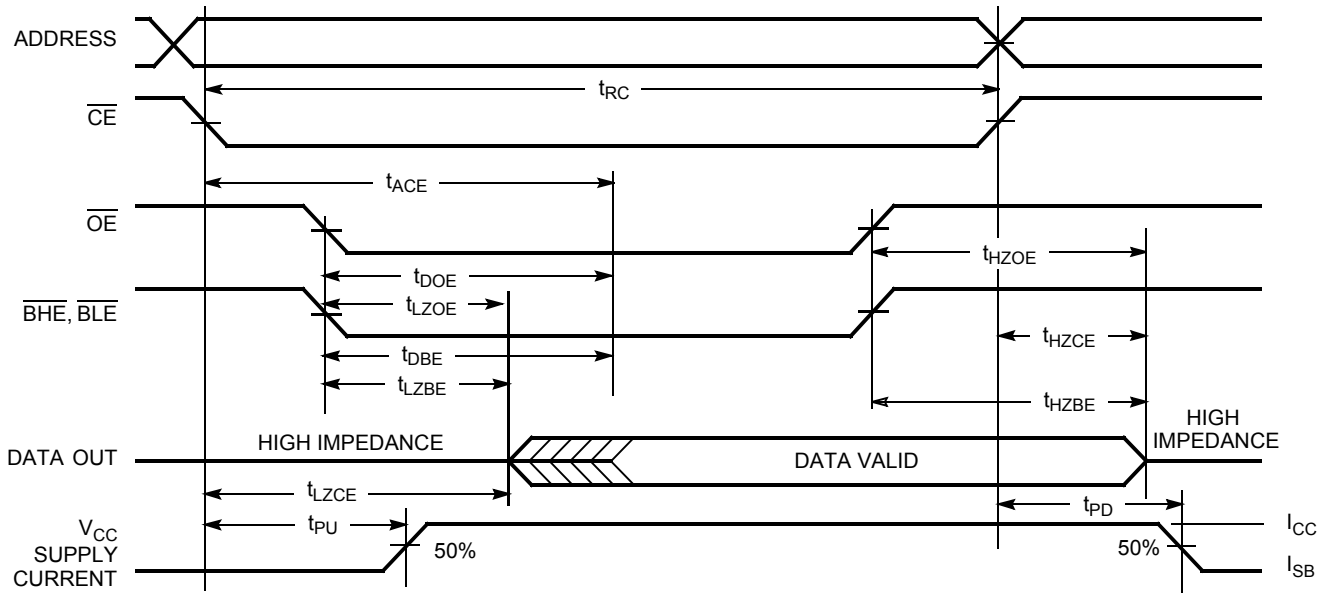 ADDRESS
tRC
CE
tACE
OE
tHZOE
tDOE
BHE, BLE
tLZOE
tHZCE
tDBE
tLZBE
tHZBE
HIGH IMPEDANCE
HIGH
IMPEDANCE
DATA OUT
DATA VALID
tLZCE
tPD
VCC
SUPPLY
CURRENT
tPU
50%
50%
ICC
ISB